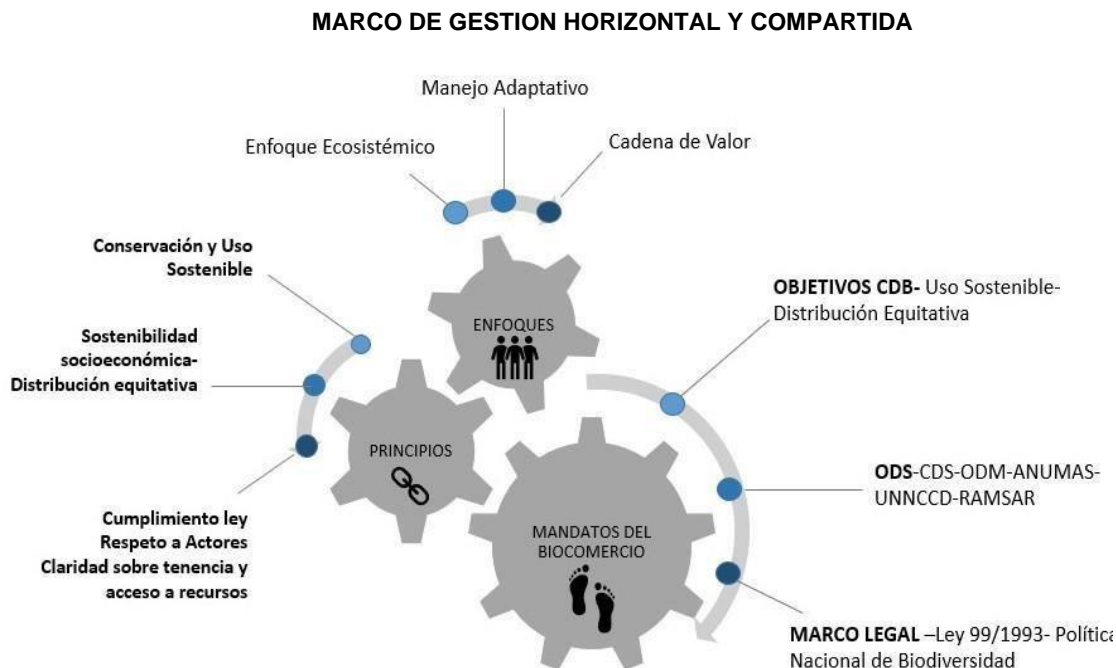 MARCO DE GESTION HORIZONTAL Y COMPARTIDA
Manejo Adaptativo
Enfoque Ecosistémico
Cadena de Valor
Conservación y Uso
Sostenible
Sostenibilidad
socioeconómica-
Distribución equitativa
Cumplimiento ley
Respeto a Actores
Claridad sobre tenencia y
acceso a recursos
ENFOQUES
PRINCIPIOS
MANDATOS DEL
BIOCOMERCIO
OBJETIVOS CDB- Uso Sostenible-
Distribución Equitativa
ODS-CDS-ODM-ANUMAS-
UNNCCD-RAMSAR
MARCO LEGAL –Ley 99/1993- Política
Nacional de Biodiversidad